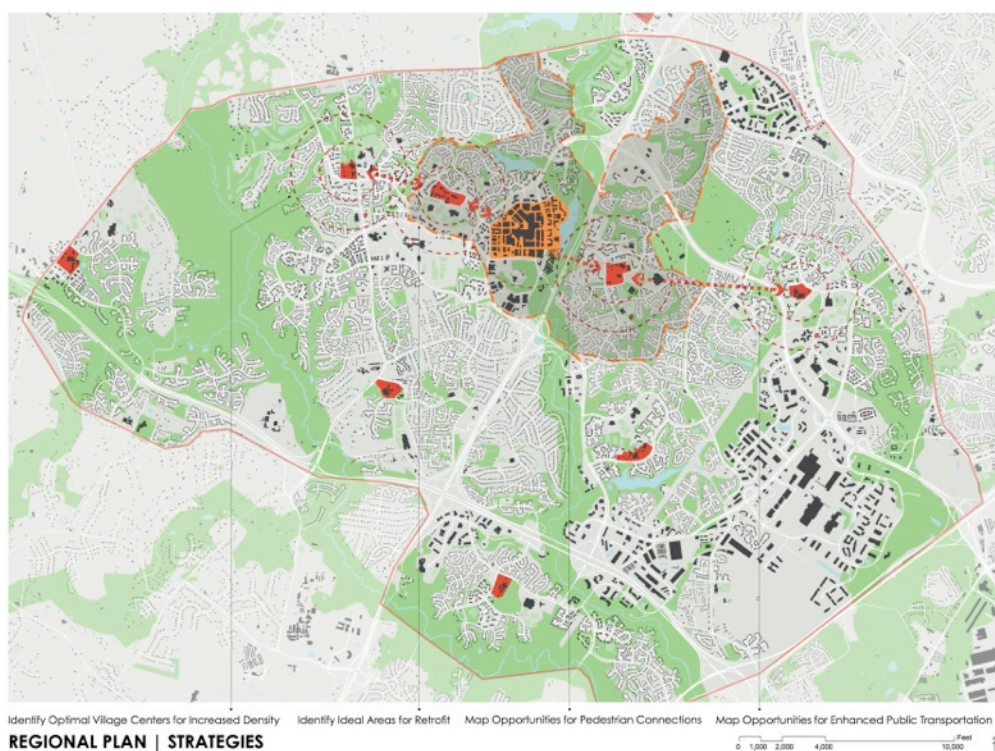 Identify Optimal Village Centers for Increased Density
Identify Ideal Areas for Retrofit
Map Opportunities for Pedestrian Connections
Map Opportunities for Enhanced Public Transportation
REGIONAL PLAN | STRATEGIES
Feet
0 1,000 2,000 4,000 10,000